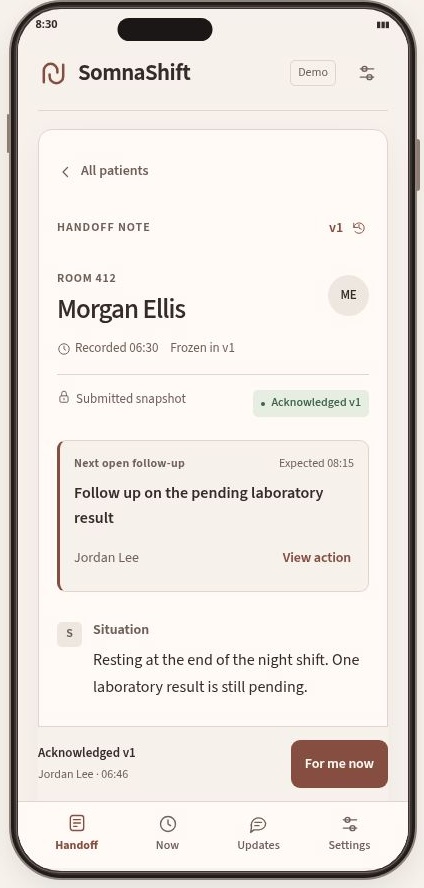 8:30
SomnaShift
Demo
All patients
HANDOFF NOTE
v1
ROOM 412
Morgan Ellis
ME
Recorded 06:30 Frozen in v1
Submitted snapshot
Acknowledged v1
Next open follow-up
Expected 08:15
Follow up on the pending laboratory
result
Jordan Lee
View action
S
Situation
Resting at the end of the night shift. One
laboratory result is still pending.
Acknowledged v1
Jordan Lee · 06:46
For me now
Handoff
Now
Updates
Settings